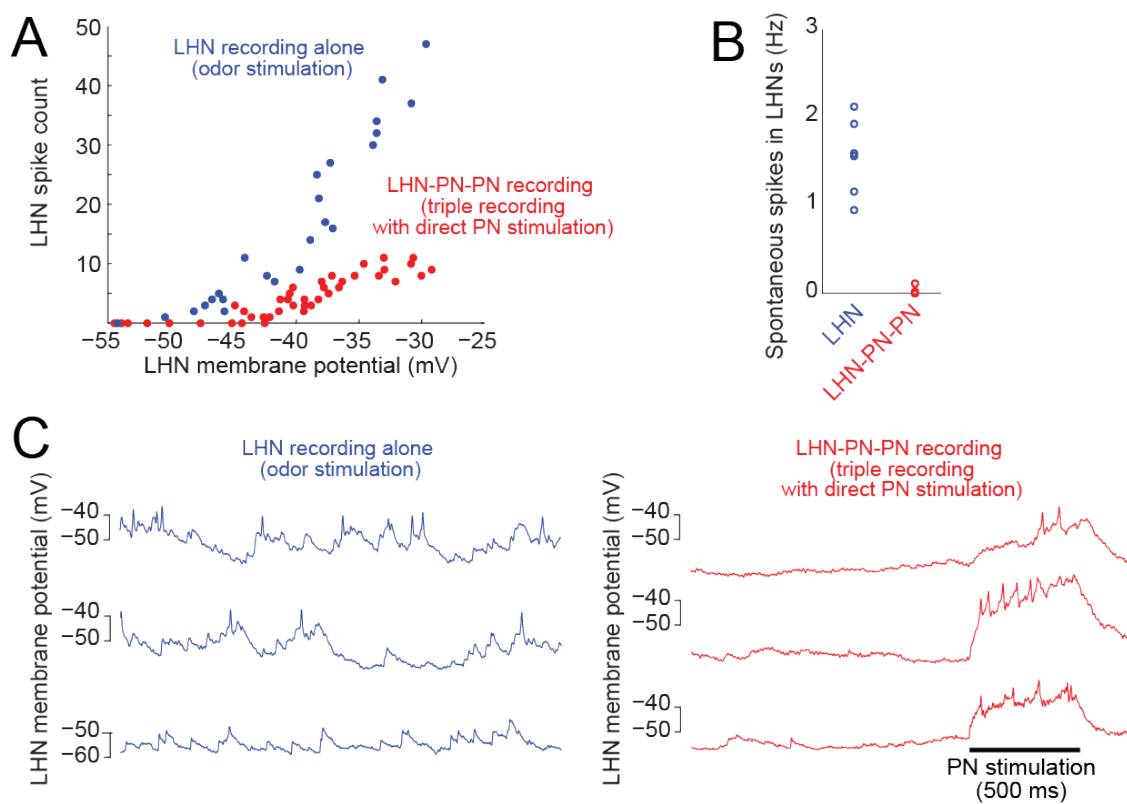 A
LHN spike count
50
40
30
20
10
LHN recording alone
(odor stimulation)
LHN-PN-PN recording
(triple recording
with direct PN stimulation)
−55 −50 −45 −40 −35 −30 −25
LHN membrane potential (mV)
B
Spontaneous spikes in LHNs (Hz)
3
2
1
0
LHN
LHN-PN-PN
C
LHN recording alone
(odor stimulation)
LHN membrane potential (mV)
−40
−50
−40
−50
−50
−60
LHN-PN-PN recording
(triple recording
with direct PN stimulation)
LHN membrane potential (mV)
−40
−50
−40
−50
−40
−50
PN stimulation
(500 ms)